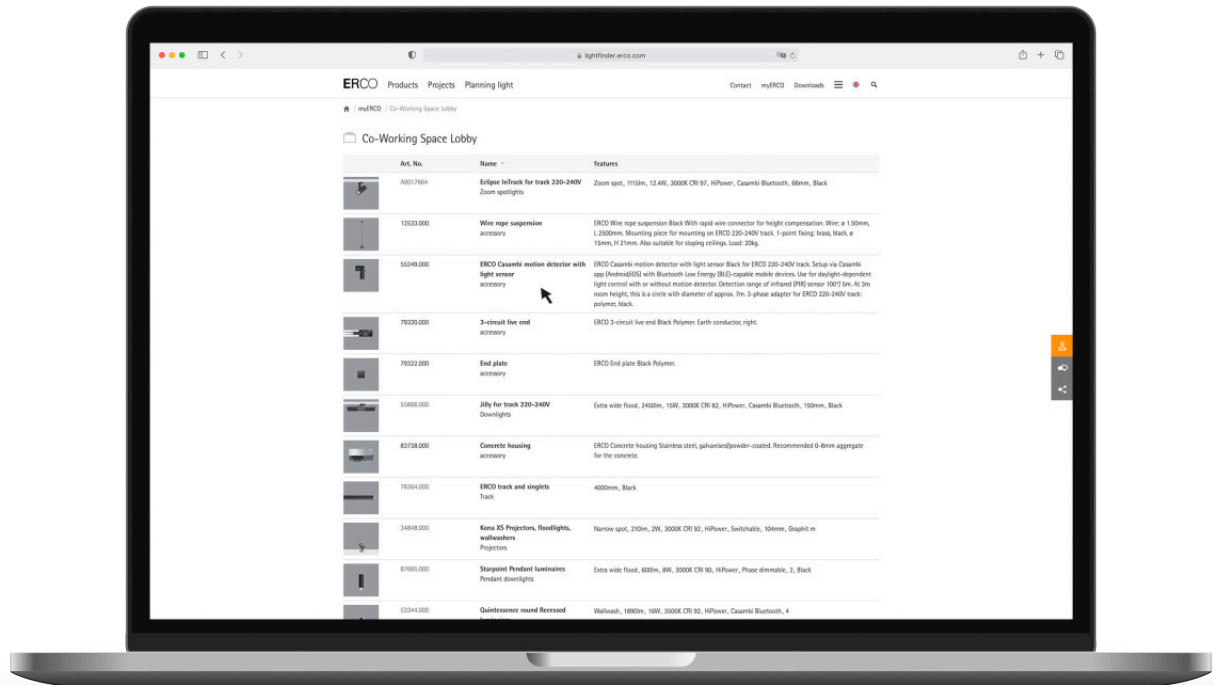 lightfinder.erco.com
ERCO Products Projects Planning light
Contact myERCO Downloads
/ myERCO / Co-Working Space Lobby
Co-Working Space Lobby
Art. No. Name features
A0017664 Eclipse InTrack for track 220-240V Zoom spot, 1115lm, 12.4W, 3000K CRI 97, HiPower, Casambi Bluetooth, 66mm, Black
Zoom spotlights
12533.000 Wire rope suspension ERCO Wire rope suspension Black With rapid wire connector for height compensation. Wire: ø 1.50mm,
accessory L 2500mm. Mounting piece for mounting on ERCO 220-240V track. 1-point fixing: brass, black, ø
15mm, H 21mm. Also suitable for sloping ceilings. Load: 20kg.
55249.000 ERCO Casambi motion detector with ERCO Casambi motion detector with light sensor Black for ERCO 220-240V track. Setup via Casambi
light sensor app (Android/iOS) with Bluetooth Low Energy (BLE)-capable mobile devices. Use for daylight-dependent
accessory light control with or without motion detector. Detection range of infrared (PIR) sensor 100°/ 5m. At 3m
room height, this is a circle with diameter of approx. 7m. 3-phase adapter for ERCO 220-240V track:
polymer, black.
79320.000 3-circuit live end ERCO 3-circuit live end Black Polymer. Earth conductor, right.
accessory
79322.000 End plate ERCO End plate Black Polymer.
accessory
55866.000 Jilly for track 220-240V Extra wide flood, 2450lm, 15W, 3000K CRI 82, HiPower, Casambi Bluetooth, 150mm, Black
Downlights
83738.000 Concrete housing ERCO Concrete housing Stainless steel, galvanised/powder-coated. Recommended 0-8mm aggregate
accessory for the concrete.
78364.000 ERCO track and singlets 4000mm, Black
Track
34848.000 Kona XS Projectors, floodlights, Narrow spot, 210lm, 2W, 3000K CRI 92, HiPower, Switchable, 104mm, Graphit m
wallwashers
Projectors
87685.000 Starpoint Pendant luminaires Extra wide flood, 600lm, 8W, 3000K CRI 90, HiPower, Phase dimmable, 2, Black
Pendant downlights
53344.000 Quintessence round Recessed Wallwash, 1890lm, 16W, 3500K CRI 92, HiPower, Casambi Bluetooth, 4